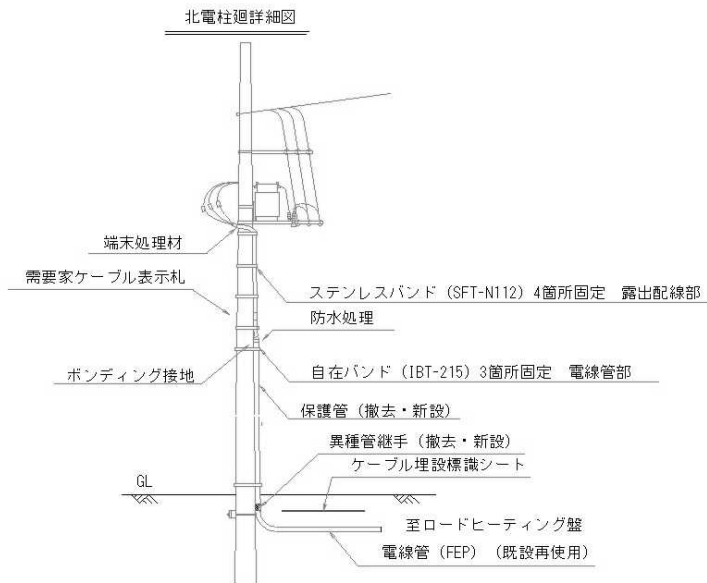 北電柱廻詳細図
端末処理材
需要家ケーブル表示札
ステンレスバンド（SFT-N112）4箇所固定　露出配線部
防水処理
ボンディング接地
自在バンド（IBT-215）3箇所固定　電線管部
保護管（撤去・新設）
異種管継手（撤去・新設）
ケーブル埋設標識シート
GL
至ロードヒーティング盤
電線管（FEP）（既設再使用）